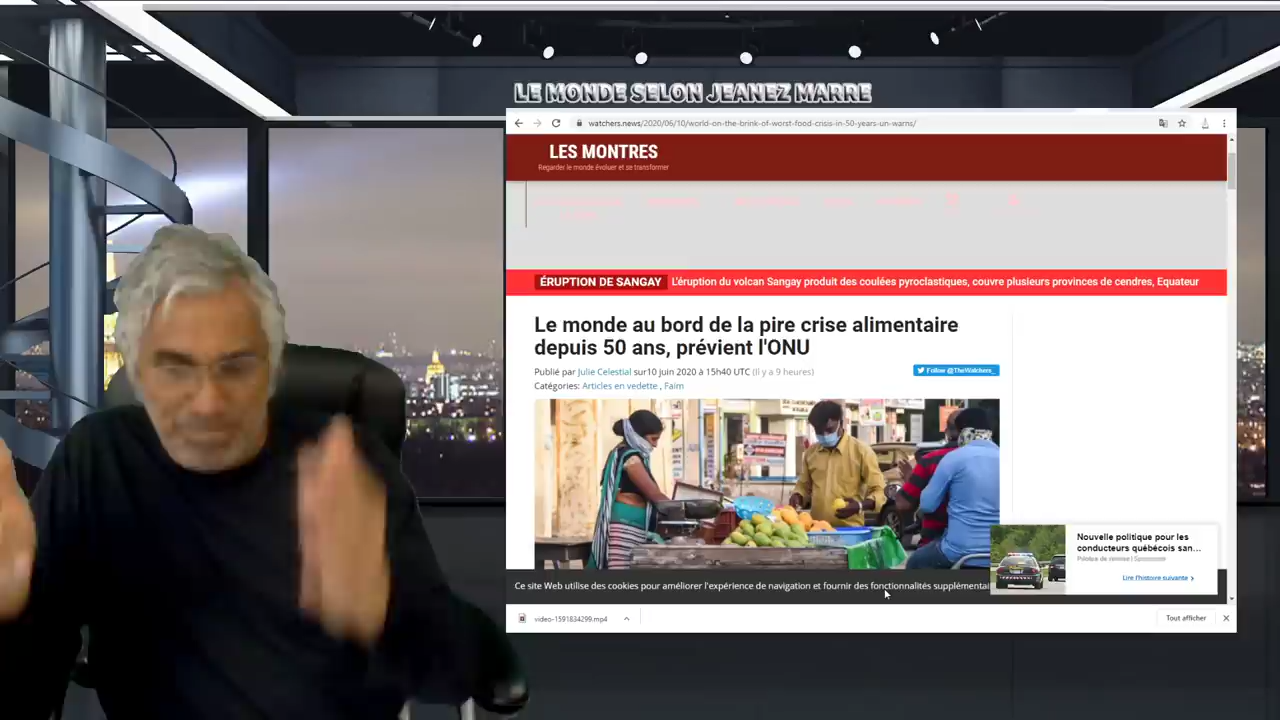 LE MONDE SELON JEANEZ MARRE
watchers.news/2020/06/10/world-on-the-brink-of-worst-food-crisis-in-50-years-un-warns/
LES MONTRES
Regarder le monde évoluer et se transformer
ÉRUPTION DE SANGAY L'éruption du volcan Sangay produit des coulées pyroclastiques, couvre plusieurs provinces de cendres, Equateur
Le monde au bord de la pire crise alimentaire
depuis 50 ans, prévient l'ONU
Publié par Julie Celestial sur10 juin 2020 à 15h40 UTC (Il y a 9 heures)
Follow @TheWatchers_
Catégories: Articles en vedette , Faim
Nouvelle politique pour les
conducteurs québécois san...
Pilotes de remise | Sponsored
Lire l'histoire suivante >
Ce site Web utilise des cookies pour améliorer l'expérience de navigation et fournir des fonctionnalités supplémentai
video-1591834299.mp4
Tout afficher